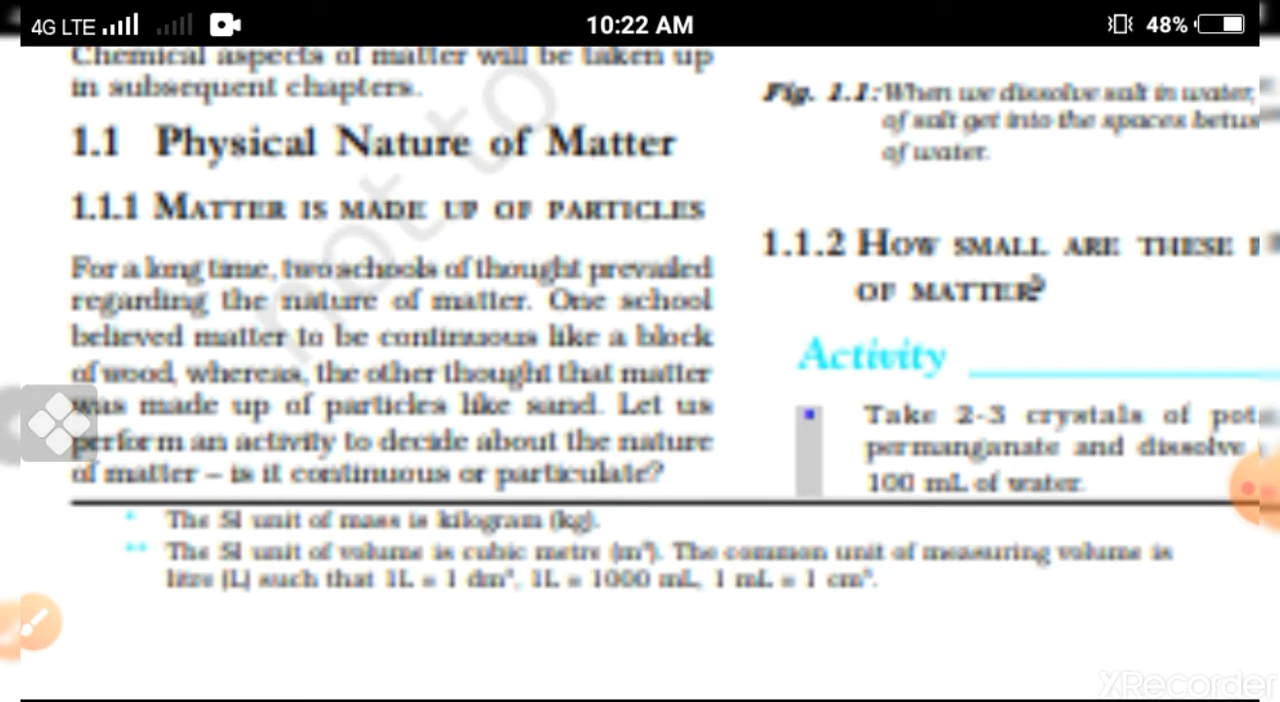 4G LTE 10:22 AM 48%
Chemical aspects of matter will be taken up
in subsequent chapters.
1.1 Physical Nature of Matter
1.1.1 MATTER IS MADE UP OF PARTICLES
For a long time, two schools of thought prevailed
regarding the nature of matter. One school
believed matter to be continuous like a block
of wood, whereas, the other thought that matter
was made up of particles like sand. Let us
perform an activity to decide about the nature
of matter – is it continuous or particulate?
Fig. 1.1: When we dissolve salt in water,
of salt get into the spaces betw
of water.
1.1.2 HOW SMALL ARE THESE
OF MATTER?
Activity
• Take 2-3 crystals of pot
permanganate and dissolve
100 mL of water.
* The SI unit of mass is kilogram (kg).
** The SI unit of volume is cubic metre (m³). The common unit of measuring volume is
litre (L) such that 1L = 1 dm³, 1L = 1000 mL, 1 mL = 1 cm³.
not to
XRecorder